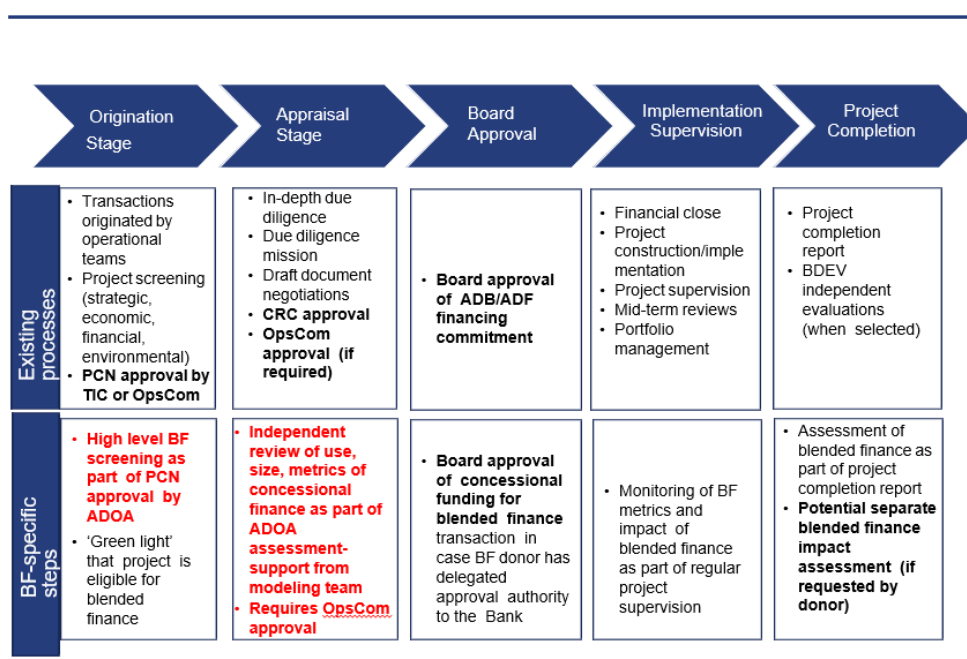 Origination
Stage
Appraisal
Stage
Board
Approval
Implementation
Supervision
Project
Completion
Existing
processes
• Transactions
originated by
operational
teams
• Project screening
(strategic,
economic,
financial,
environmental)
• PCN approval by
TIC or OpsCom
• In-depth due
diligence
• Due diligence
mission
• Draft document
negotiations
• CRC approval
• OpsCom
approval (if
required)
• Board approval
of ADB/ADF
financing
commitment
• Financial close
• Project
construction/imple
mentation
• Project supervision
• Mid-term reviews
• Portfolio
management
• Project
completion
report
• BDEV
independent
evaluations
(when selected)
BF-specific
steps
• High level BF
screening as
part of PCN
approval by
ADOA
• ‘Green light’
that project is
eligible for
blended
finance
• Independent
review of use,
size, metrics of
concessional
finance as part of
ADOA
assessment-
support from
modeling team
• Requires OpsCom
approval
• Board approval
of concessional
funding for
blended finance
transaction in
case BF donor has
delegated
approval authority
to the Bank
• Monitoring of BF
metrics and
impact of
blended finance
as part of regular
project
supervision
• Assessment of
blended finance as
part of project
completion report
• Potential separate
blended finance
impact
assessment (if
requested by
donor)